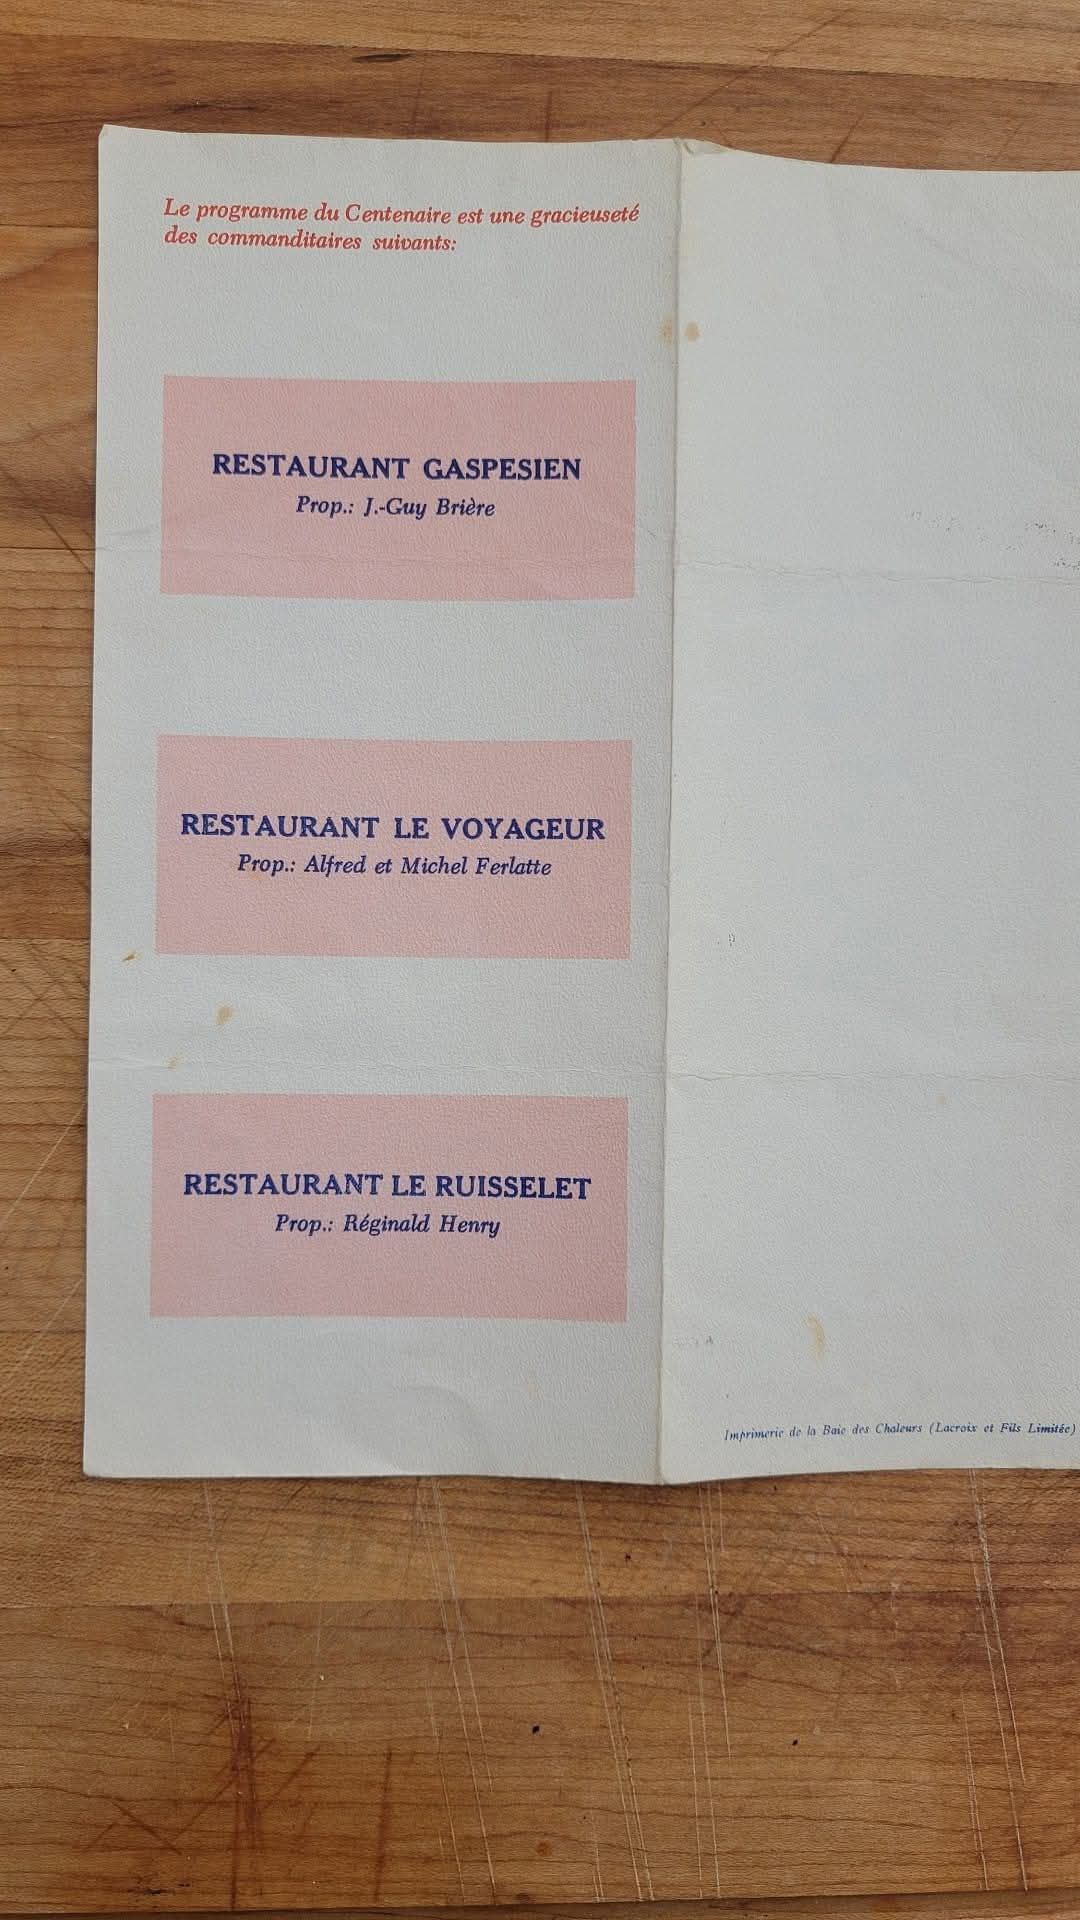 Le programme du Centenaire est une gracieuseté
des commanditaires suivants:
RESTAURANT GASPESIEN
Prop.: J.-Guy Brière
RESTAURANT LE VOYAGEUR
Prop.: Alfred et Michel Ferlatte
RESTAURANT LE RUISSELET
Prop.: Réginald Henry
Imprimerie de la Baie des Chaleurs (Lacroix et Fils Limitée)